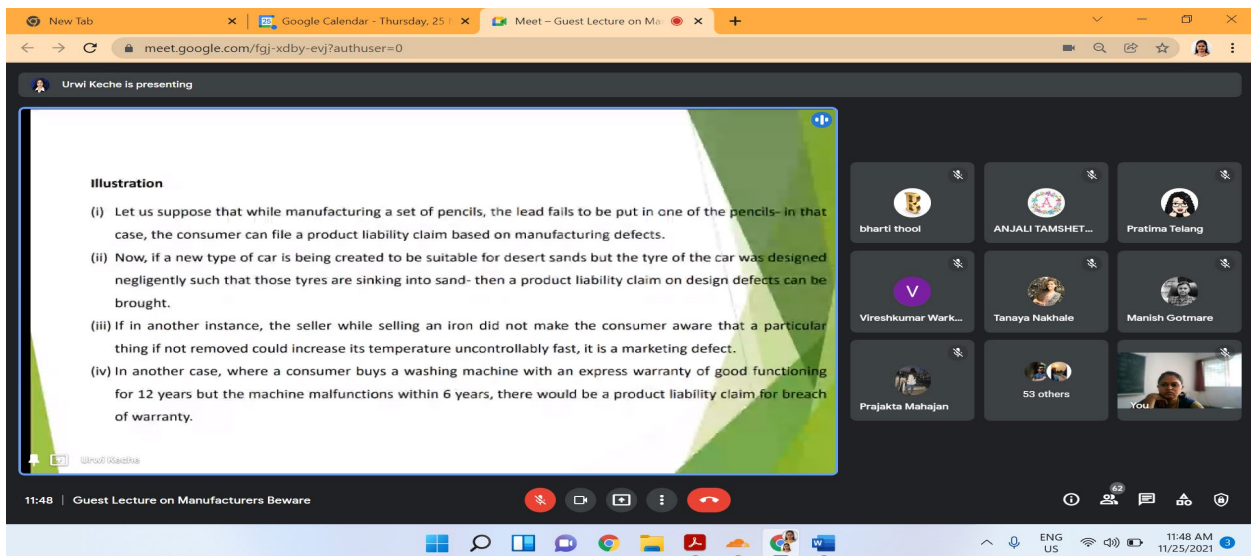 New Tab
Google Calendar - Thursday, 25
Meet – Guest Lecture on Ma
meet.google.com/fgj-xdby-evj?authuser=0
Urwi Keche is presenting
Illustration
(i) Let us suppose that while manufacturing a set of pencils, the lead fails to be put in one of the pencils- in that
case, the consumer can file a product liability claim based on manufacturing defects.
(ii) Now, if a new type of car is being created to be suitable for desert sands but the tyre of the car was designed
negligently such that those tyres are sinking into sand- then a product liability claim on design defects can be
brought.
(iii) If in another instance, the seller while selling an iron did not make the consumer aware that a particular
thing if not removed could increase its temperature uncontrollably fast, it is a marketing defect.
(iv) In another case, where a consumer buys a washing machine with an express warranty of good functioning
for 12 years but the machine malfunctions within 6 years, there would be a product liability claim for breach
of warranty.
Urwi Keche
bharti thool
ANJALI TAMSHET...
Pratima Telang
V
Vireshkumar Wark...
Tanaya Nakhale
Manish Gotmare
Prajakta Mahajan
53 others
You
11:48 | Guest Lecture on Manufacturers Beware
62
ENG
US
11:48 AM
11/25/2021
3